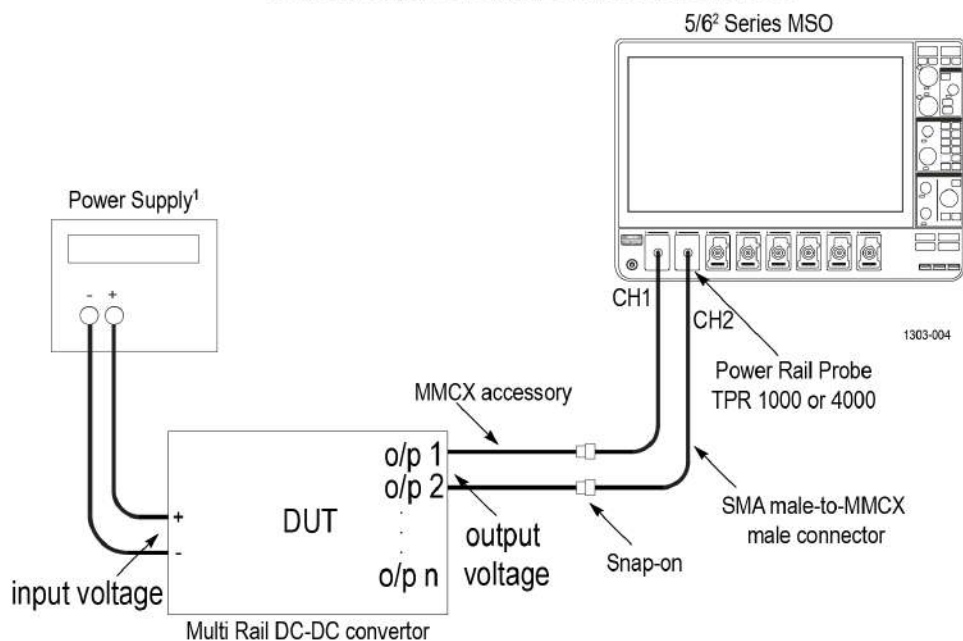 5/6² Series MSO
Power Supply¹
- +
CH1
CH2
1303-004
Power Rail Probe
TPR 1000 or 4000
MMCX accessory
o/p 1
o/p 2
o/p n
DUT
+
-
input voltage
output
voltage
Snap-on
SMA male-to-MMCX
male connector
Multi Rail DC-DC convertor